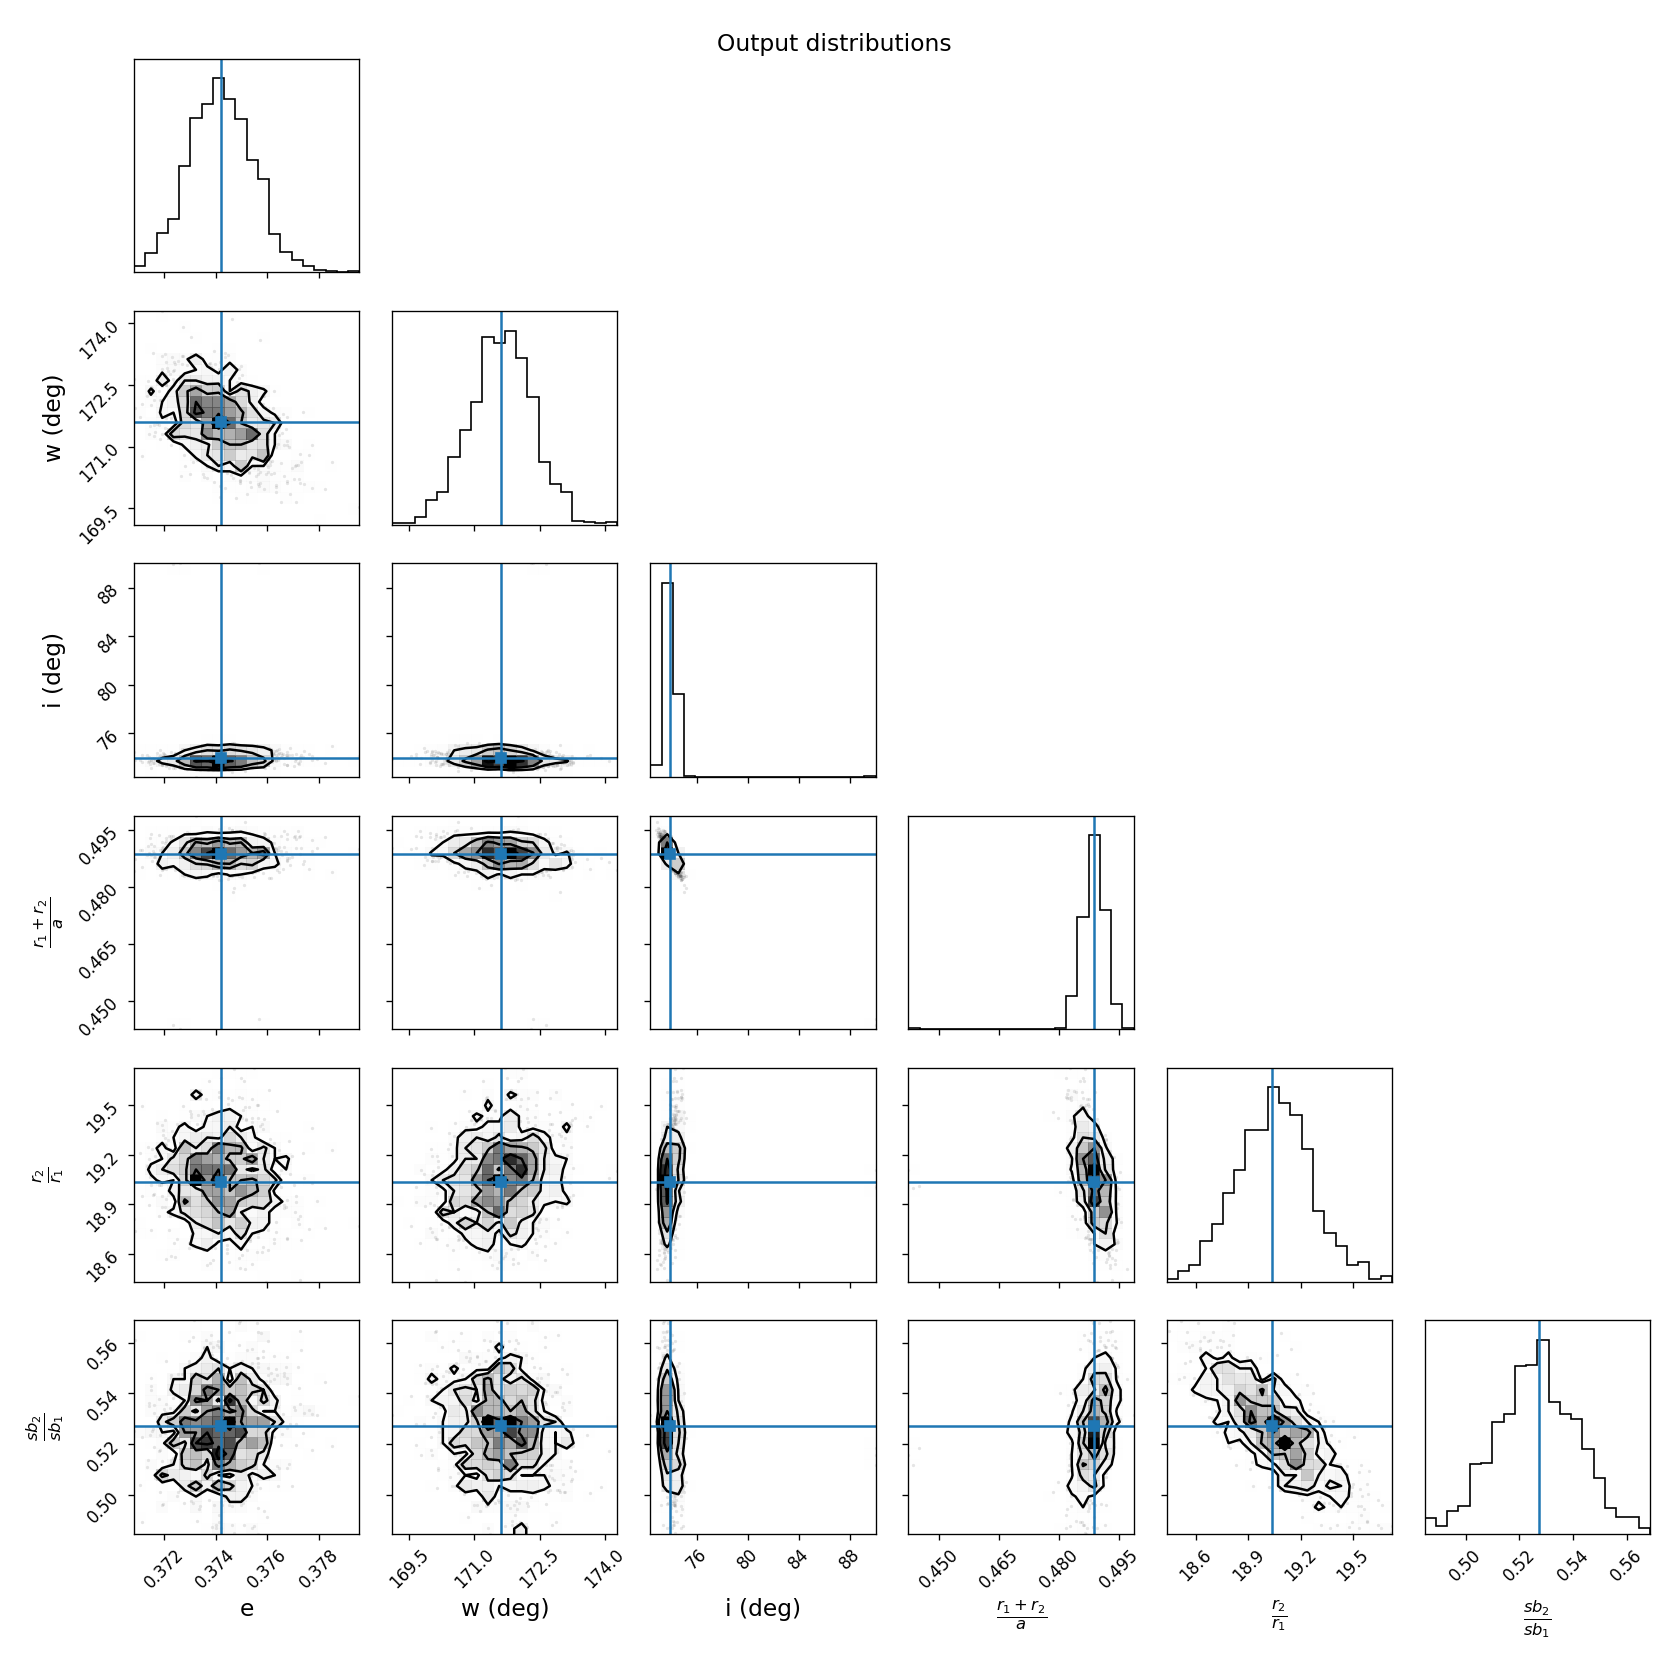 Output distributions
174.0
172.5
171.0
169.5
w (deg)
88
84
80
76
i (deg)
0.495
0.480
0.465
0.450
r₁ + r₂
a
19.5
19.2
18.9
18.6
r₂
r₁
0.56
0.54
0.52
0.50
sb₂
sb₁
0.372 0.374 0.376 0.378
169.5 171.0 172.5 174.0
76 80 84 88
0.450 0.465 0.480 0.495
18.6 18.9 19.2 19.5
0.50 0.52 0.54 0.56
e
w (deg)
i (deg)
r₁ + r₂
a
r₂
r₁
sb₂
sb₁